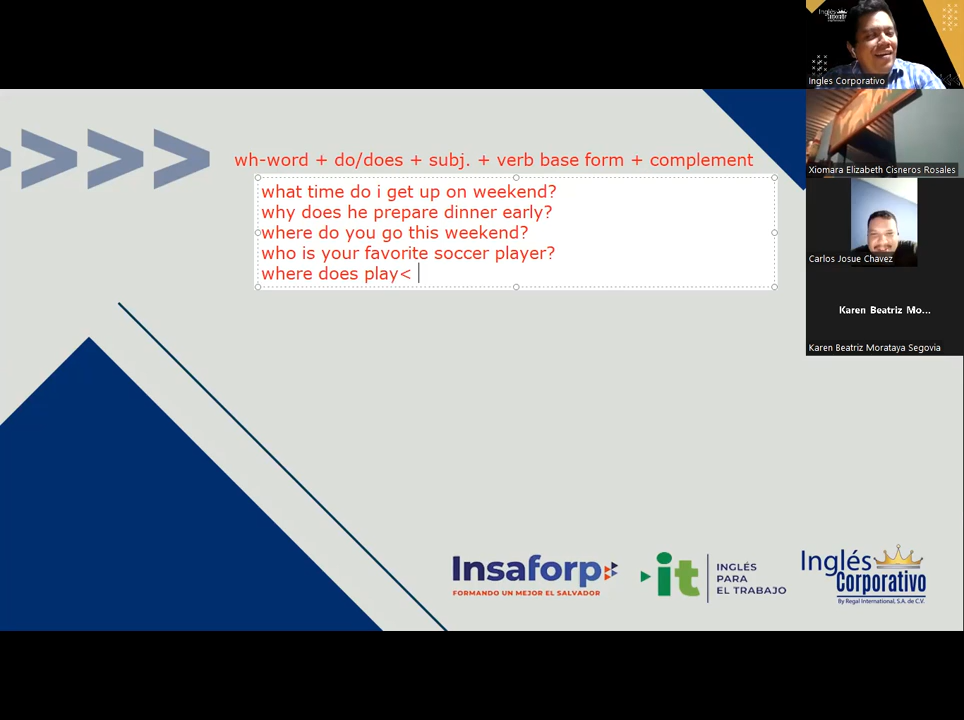 Inglés
Ingles Corporativo
Xiomara Elizabeth Cisneros Rosales
Carlos Josue Chavez
Karen Beatriz Mo...
Karen Beatriz Morataya Segovia
wh-word + do/does + subj. + verb base form + complement
what time do i get up on weekend?
why does he prepare dinner early?
where do you go this weekend?
who is your favorite soccer player?
where does play<
Insaforp
FORMANDO UN MEJOR EL SALVADOR
it
INGLÉS
PARA
EL TRABAJO
Inglés
Corporativo
By Regal International, S.A. de C.V.